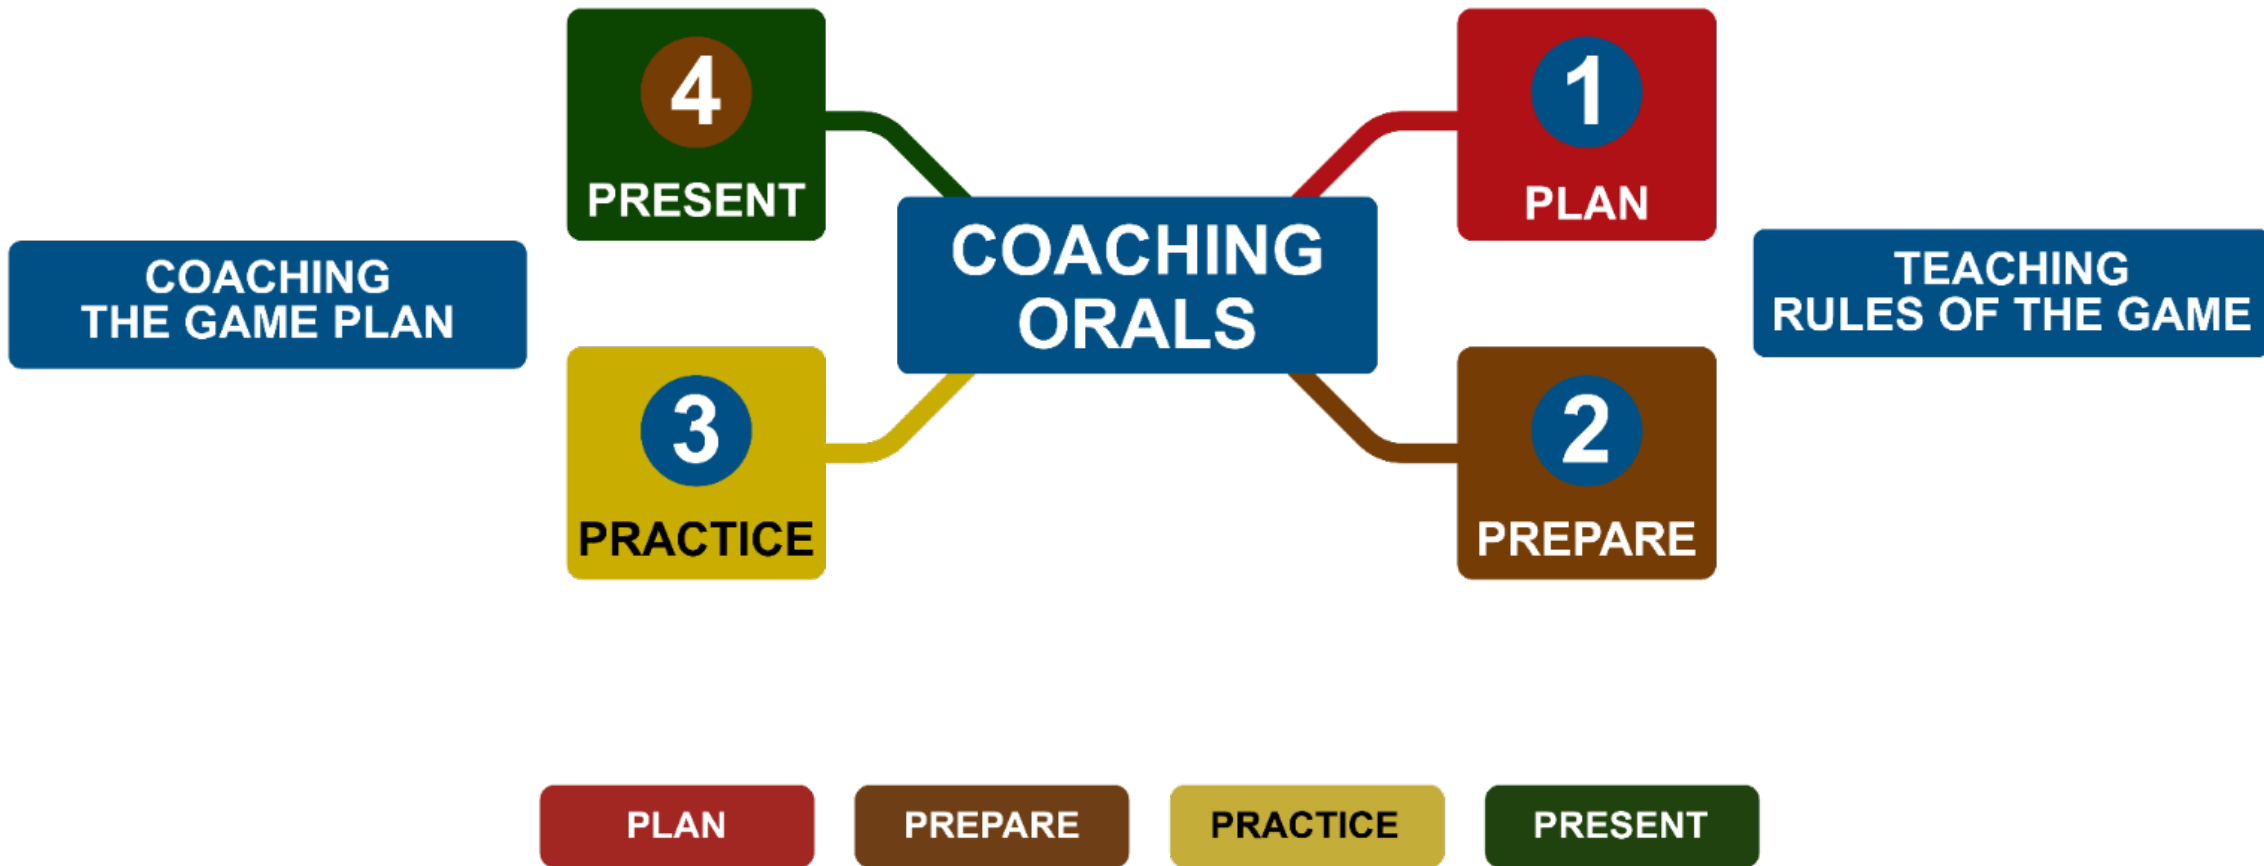 4
PRESENT
1
PLAN
COACHING
ORALS
COACHING
THE GAME PLAN
TEACHING
RULES OF THE GAME
3
PRACTICE
2
PREPARE
PLAN
PREPARE
PRACTICE
PRESENT